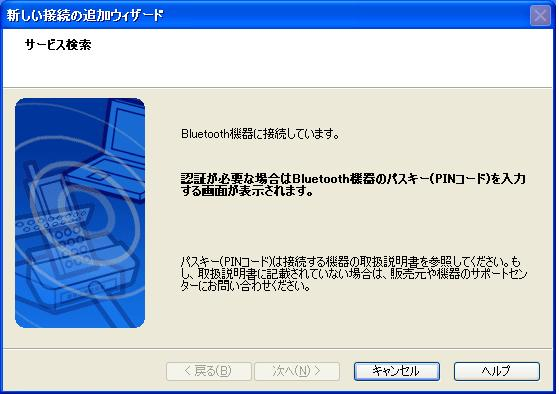 新しい接続の追加ウィザード
サービス検索
Bluetooth機器に接続しています。
認証が必要な場合はBluetooth機器のパスキー(PINコード)を入力
する画面が表示されます。
パスキー(PINコード)は接続する機器の取扱説明書を参照してください。も
し、取扱説明書に記載されていない場合は、販売元や機器のサポートセン
ターにお問い合わせください。
< 戻る(B) 次へ(N) > キャンセル ヘルプ